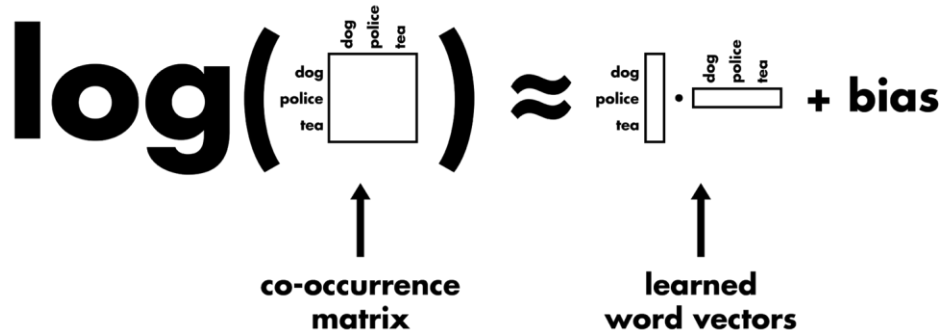 log( dog police tea
dog
police
tea
) ≈
dog
police
tea
· dog police tea
+ bias
co-occurrence
matrix
learned
word vectors